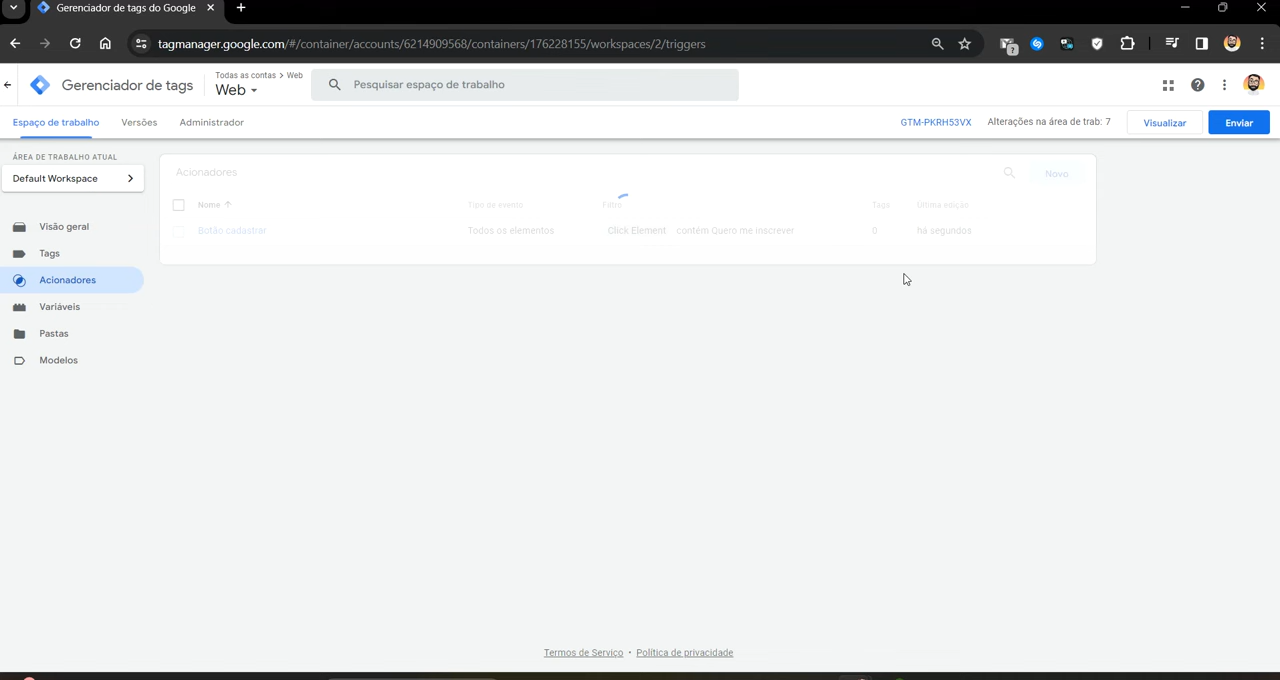 Gerenciador de tags do Google
tagmanager.google.com/#/container/accounts/6214909568/containers/176228155/workspaces/2/triggers
?
Gerenciador de tags
Todas as contas > Web
Web
Pesquisar espaço de trabalho
Espaço de trabalho Versões Administrador
GTM-PKRH53VX Alterações na área de trab: 7 Visualizar Enviar
ÁREA DE TRABALHO ATUAL
Default Workspace
Visão geral
Tags
Acionadores
Variáveis
Pastas
Modelos
Acionadores Novo
Nome Tipo de evento Filtro Tags Última edição
Botão cadastrar Todos os elementos Click Element contém Quero me inscrever 0 há segundos
Termos de Serviço • Política de privacidade